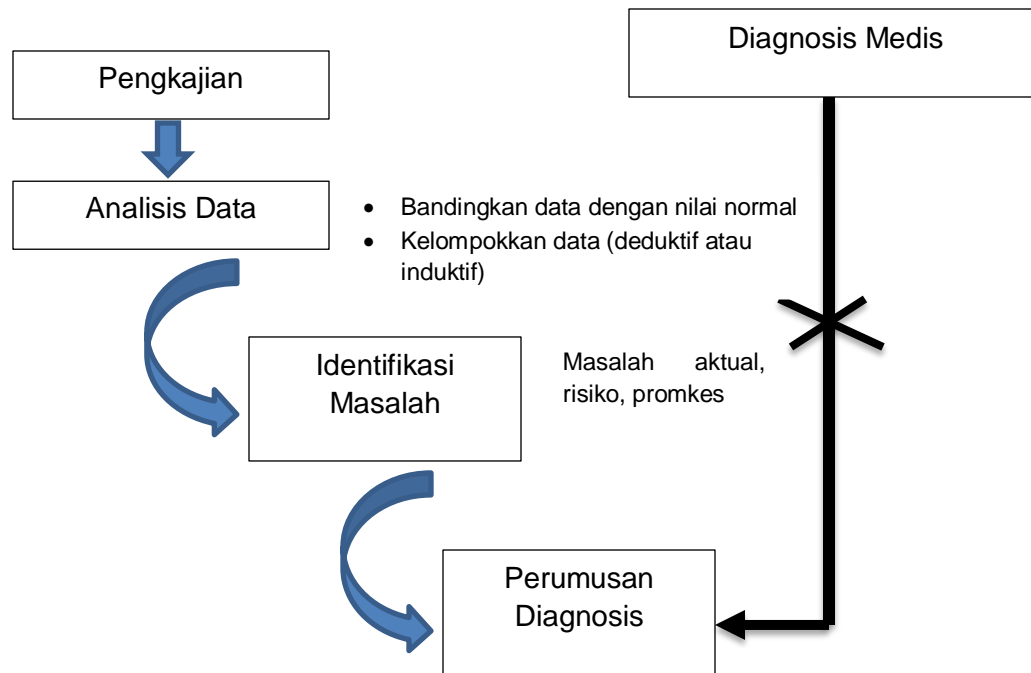 Diagnosis Medis
Pengkajian
Analisis Data
• Bandingkan data dengan nilai normal
• Kelompokkan data (deduktif atau
induktif)
Identifikasi
Masalah
Masalah aktual,
risiko, promkes
Perumusan
Diagnosis